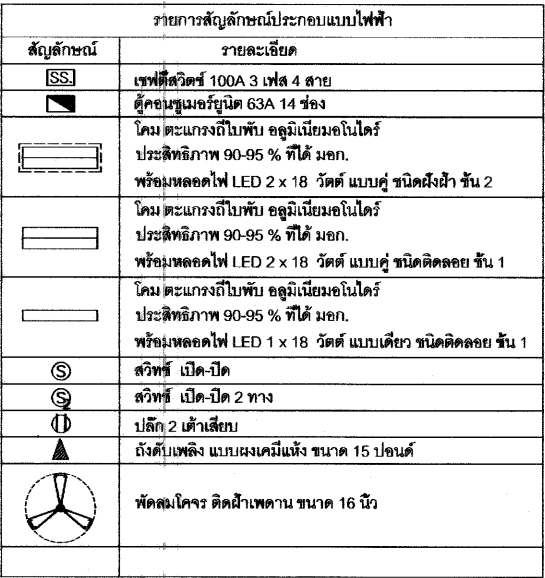 รายการสัญลักษณ์ประกอบแบบไฟฟ้า
สัญลักษณ์ รายละเอียด
SS. เซฟตี้สวิตซ์ 100A 3 เฟส 4 สาย
ตู้คอนซูเมอร์ยูนิต 63A 14 ช่อง
โคม ตะแกรงถี่ใบพับ อลูมิเนียมอโนไดร์
ประสิทธิภาพ 90-95 % ที่ได้ มอก.
พร้อมหลอดไฟ LED 2 x 18 วัตต์ แบบคู่ ชนิดฝังฝ้า ชั้น 2
โคม ตะแกรงถี่ใบพับ อลูมิเนียมอโนไดร์
ประสิทธิภาพ 90-95 % ที่ได้ มอก.
พร้อมหลอดไฟ LED 2 x 18 วัตต์ แบบคู่ ชนิดติดลอย ชั้น 1
โคม ตะแกรงถี่ใบพับ อลูมิเนียมอโนไดร์
ประสิทธิภาพ 90-95 % ที่ได้ มอก.
พร้อมหลอดไฟ LED 1 x 18 วัตต์ แบบเดี่ยว ชนิดติดลอย ชั้น 1
S สวิทซ์ เปิด-ปิด
S2 สวิทซ์ เปิด-ปิด 2 ทาง
ปลั๊ก 2 เต้าเสียบ
ถังดับเพลิง แบบผงเคมีแห้ง ขนาด 15 ปอนด์
พัดลมโคจร ติดฝ้าเพดาน ขนาด 16 นิ้ว